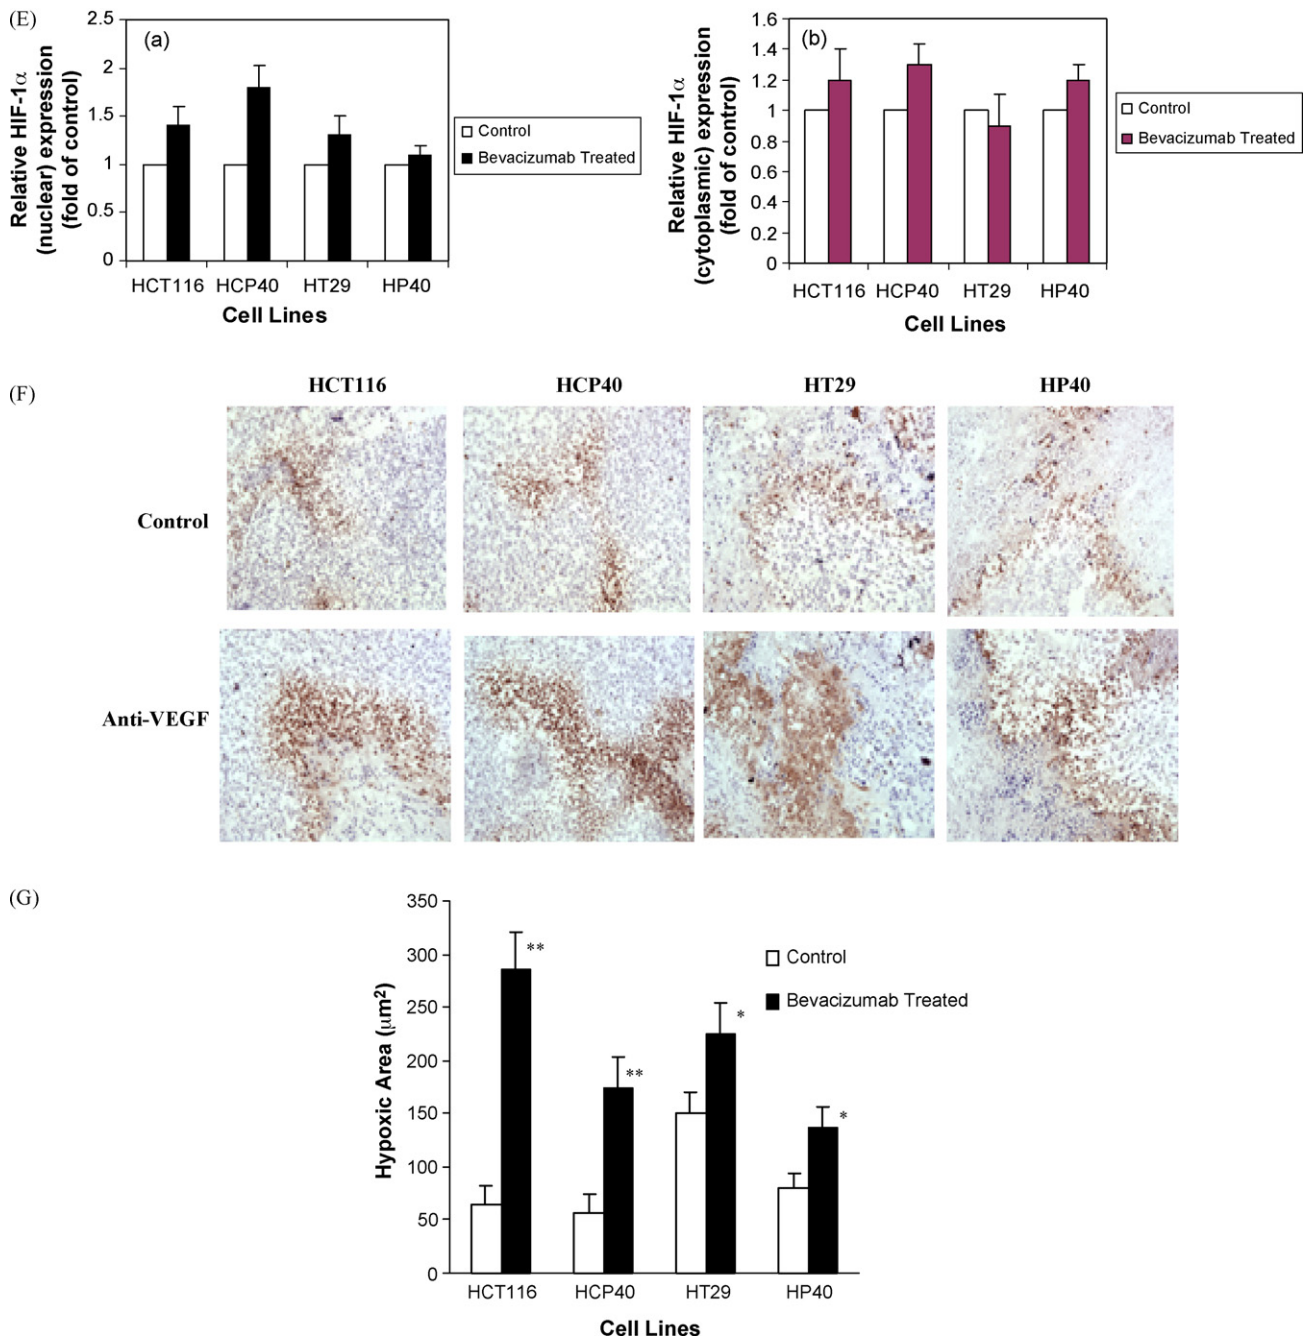 (E)
(a)
Relative HIF-1α
(nuclear) expression
(fold of control)
2.5
2
1.5
1
0.5
0
HCT116 HCP40 HT29 HP40
Cell Lines
Control
Bevacizumab Treated
(b)
Relative HIF-1α
(cytoplasmic) expression
(fold of control)
1.6
1.4
1.2
1
0.8
0.6
0.4
0.2
0
HCT116 HCP40 HT29 HP40
Cell Lines
Control
Bevacizumab Treated
(F)
HCT116 HCP40 HT29 HP40
Control
Anti-VEGF
(G)
Hypoxic Area (μm²)
350
300
250
200
150
100
50
0
**
**
*
*
Control
Bevacizumab Treated
HCT116 HCP40 HT29 HP40
Cell Lines